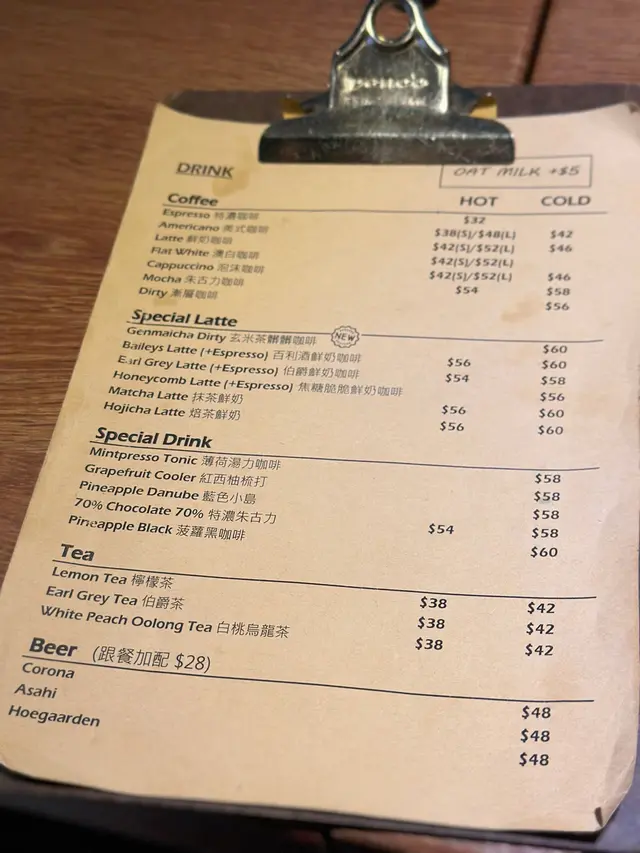 DRINK
OAT MILK +$5
Coffee HOT COLD
Espresso 特濃咖啡 $32
Americano 美式咖啡 $38(S)/$48(L) $42
Latte 鮮奶咖啡 $42(S)/$52(L) $46
Flat White 濃白咖啡 $42(S)/$52(L)
Cappuccino 泡沫咖啡 $42(S)/$52(L) $46
Mocha 朱古力咖啡 $54 $58
Dirty 漸層咖啡 $56
Special Latte
Genmaicha Dirty 玄米茶髒髒咖啡 NEW $60
Baileys Latte (+Espresso) 百利酒鮮奶咖啡 $56 $60
Earl Grey Latte (+Espresso) 伯爵鮮奶咖啡 $54 $58
Honeycomb Latte (+Espresso) 焦糖脆脆鮮奶咖啡 $56
Matcha Latte 抹茶鮮奶 $56 $60
Hojicha Latte 焙茶鮮奶 $56 $60
Special Drink
Mintpresso Tonic 薄荷湯力咖啡 $58
Grapefruit Cooler 紅西柚梳打 $58
Pineapple Danube 藍色小島 $58
70% Chocolate 70% 特濃朱古力 $54 $58
Pineapple Black 菠蘿黑咖啡 $60
Tea
Lemon Tea 檸檬茶 $38 $42
Earl Grey Tea 伯爵茶 $38 $42
White Peach Oolong Tea 白桃烏龍茶 $38 $42
Beer (跟餐加配 $28)
Corona $48
Asahi $48
Hoegaarden $48